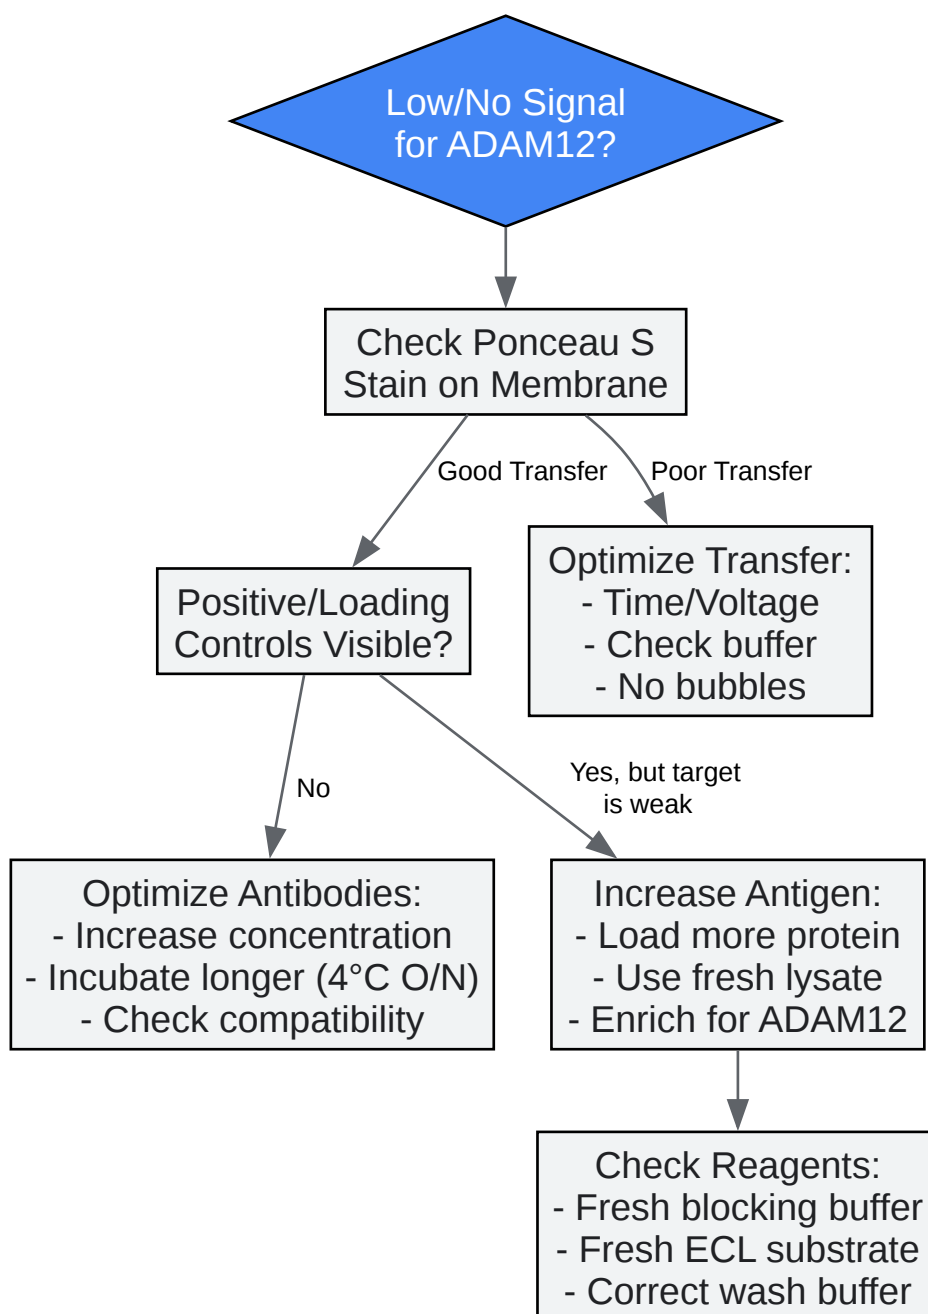 Low/No Signal
for ADAM12?
Check Ponceau S
Stain on Membrane
Good Transfer
Poor Transfer
Positive/Loading
Controls Visible?
Optimize Transfer:
- Time/Voltage
- Check buffer
- No bubbles
No
Yes, but target
is weak
Optimize Antibodies:
- Increase concentration
- Incubate longer (4°C O/N)
- Check compatibility
Increase Antigen:
- Load more protein
- Use fresh lysate
- Enrich for ADAM12
Check Reagents:
- Fresh blocking buffer
- Fresh ECL substrate
- Correct wash buffer